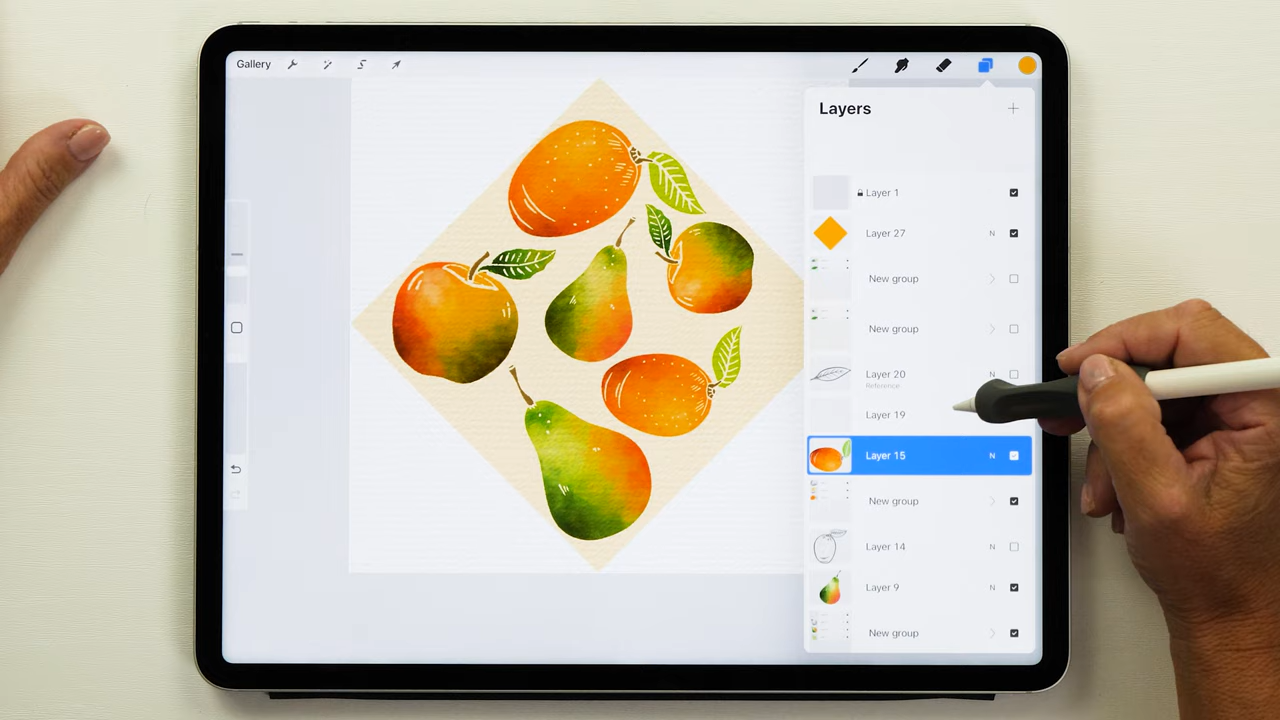 Gallery
Layers
Layer 1
Layer 27 N
New group
New group
Layer 20 N
Reference
Layer 19
Layer 15 N
New group
Layer 14 N
Layer 9 N
New group